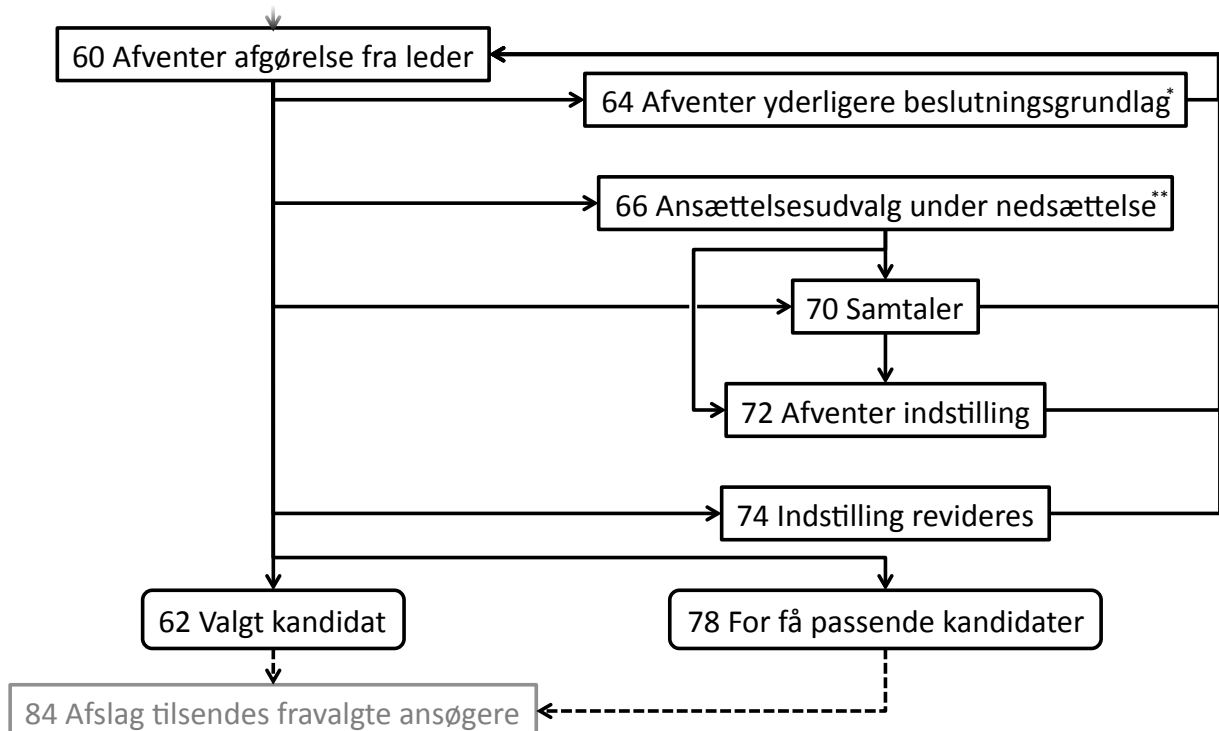 60 Afventer afgørelse fra leder
64 Afventer yderligere beslutningsgrundlag*
66 Ansættelsesudvalg under nedsættelse**
70 Samtaler
72 Afventer indstilling
74 Indstilling revideres
62 Valgt kandidat
78 For få passende kandidater
84 Afslag tilsendes fravalgte ansøgere